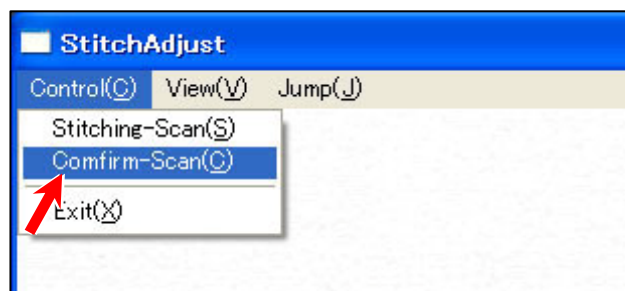 StitchAdjust
Control(C) View(V) Jump(J)
Stitching-Scan(S)
Comfirm-Scan(C)
Exit(X)